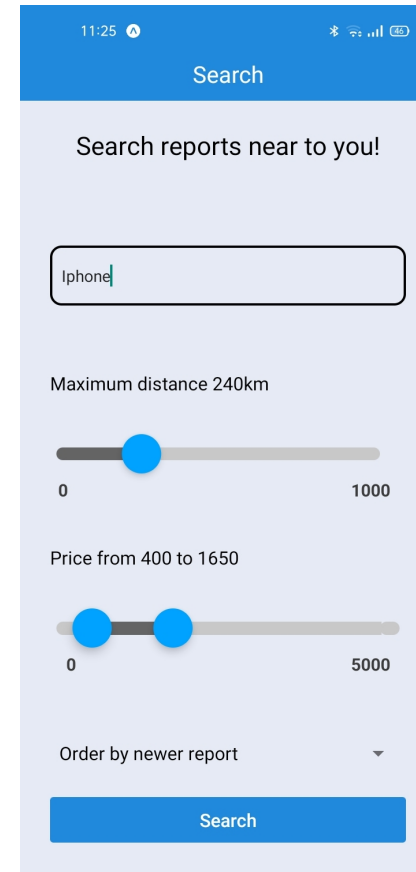 11:25
46
Search
Search reports near to you!
Iphone
Maximum distance 240km
0 1000
Price from 400 to 1650
0 5000
Order by newer report
Search